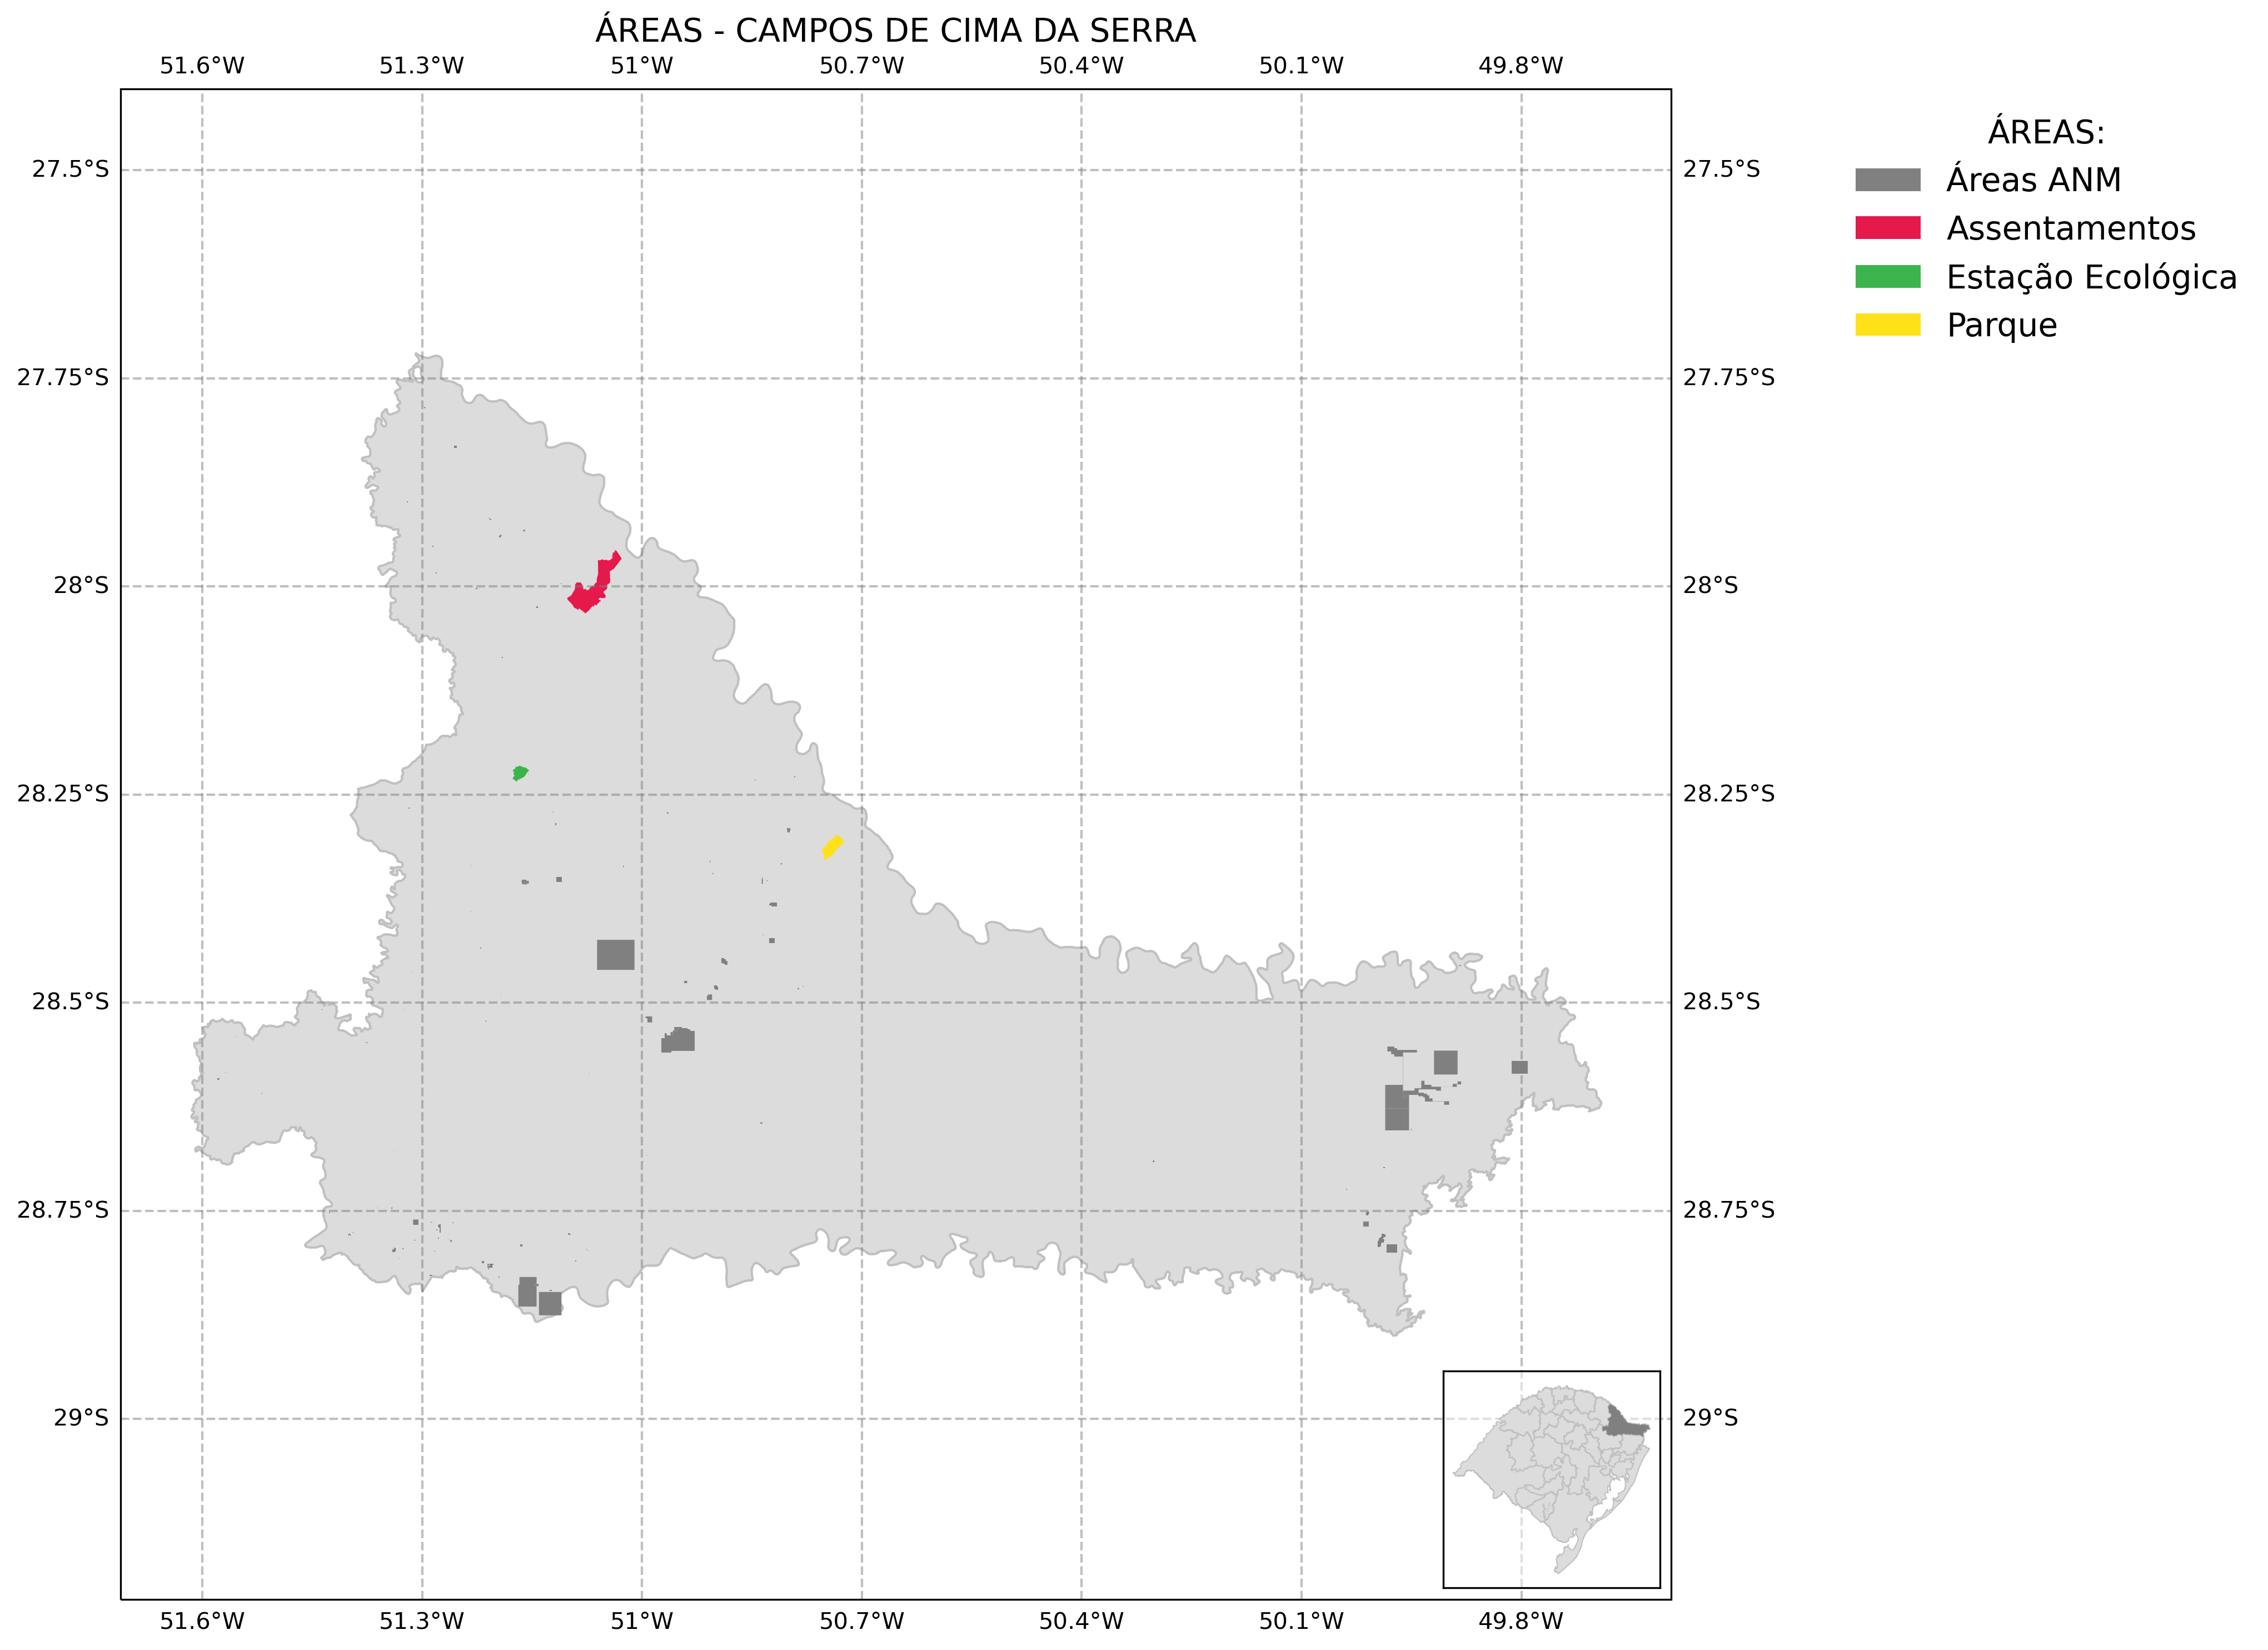 ÁREAS - CAMPOS DE CIMA DA SERRA
51.6°W 51.3°W 51°W 50.7°W 50.4°W 50.1°W 49.8°W
ÁREAS:
Áreas ANM
Assentamentos
Estação Ecológica
Parque
27.5°S 27.5°S
27.75°S 27.75°S
28°S 28°S
28.25°S 28.25°S
28.5°S 28.5°S
28.75°S 28.75°S
29°S 29°S
51.6°W 51.3°W 51°W 50.7°W 50.4°W 50.1°W 49.8°W